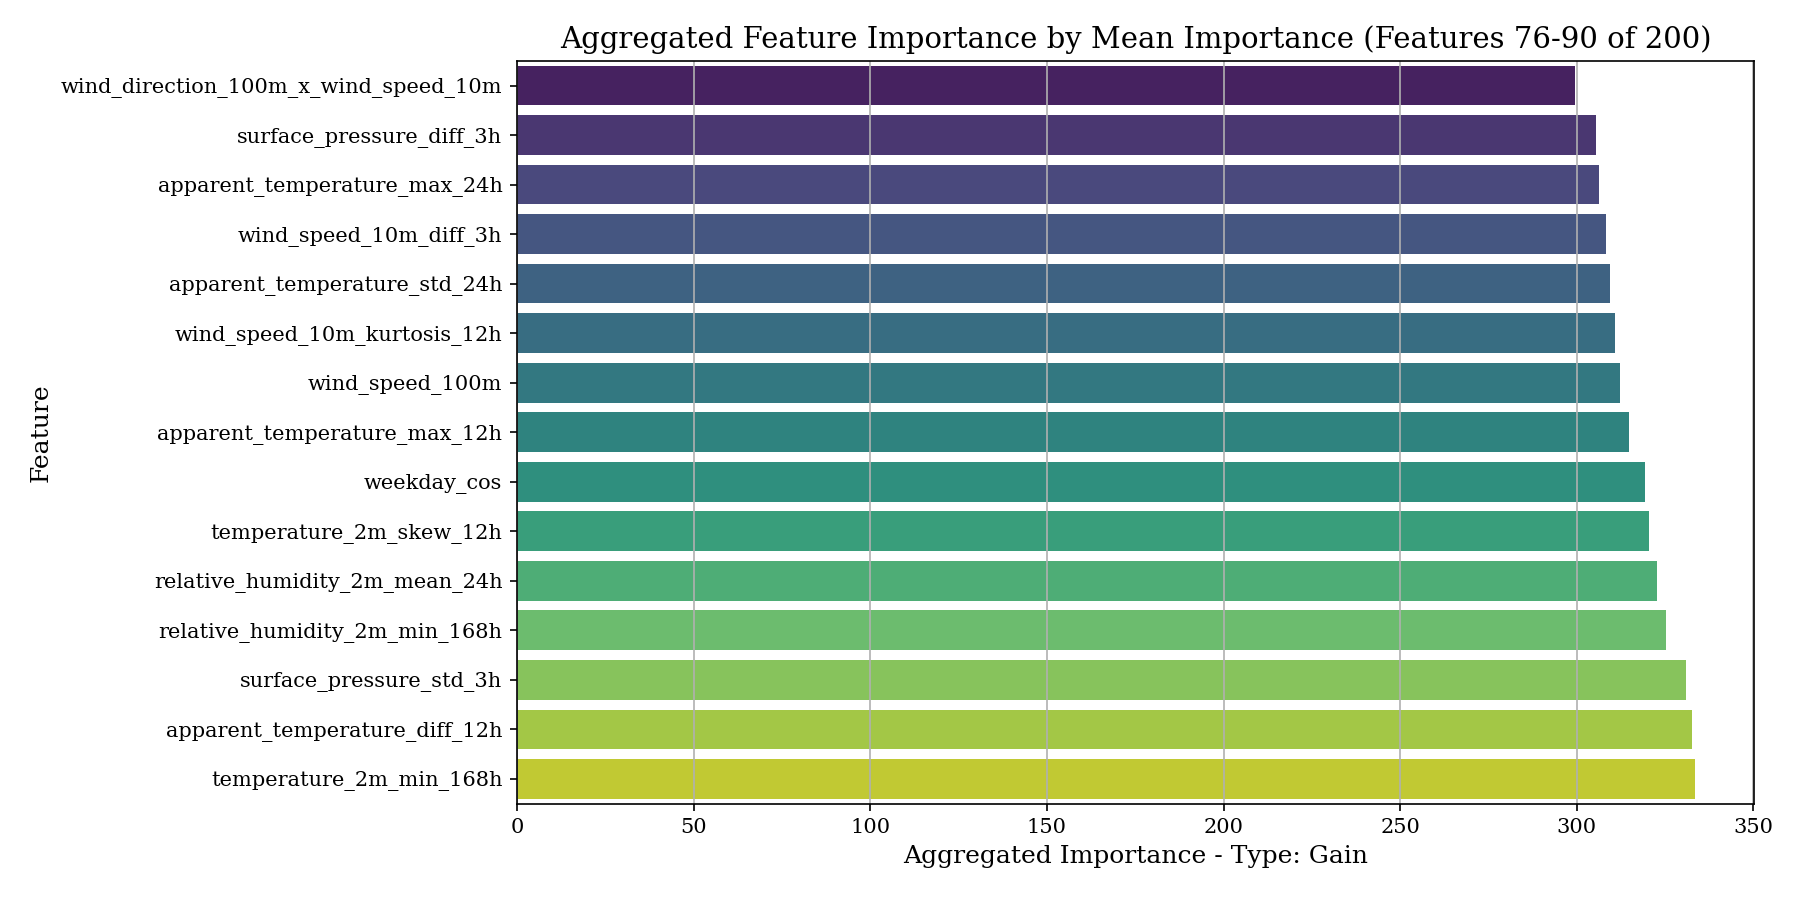 Aggregated Feature Importance by Mean Importance (Features 76-90 of 200)
wind_direction_100m_x_wind_speed_10m
surface_pressure_diff_3h
apparent_temperature_max_24h
wind_speed_10m_diff_3h
apparent_temperature_std_24h
wind_speed_10m_kurtosis_12h
wind_speed_100m
apparent_temperature_max_12h
weekday_cos
temperature_2m_skew_12h
relative_humidity_2m_mean_24h
relative_humidity_2m_min_168h
surface_pressure_std_3h
apparent_temperature_diff_12h
temperature_2m_min_168h
Feature
0 50 100 150 200 250 300 350
Aggregated Importance - Type: Gain